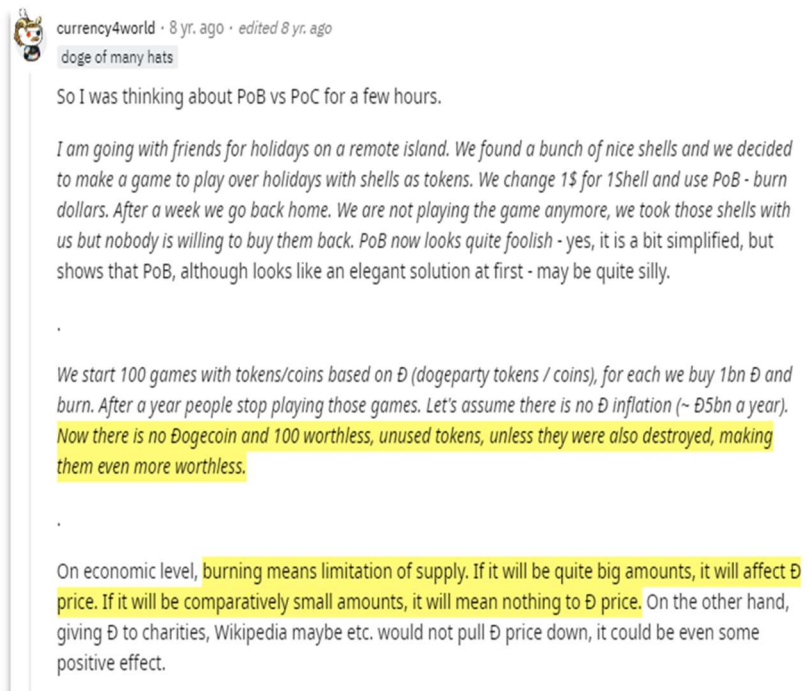 currency4world · 8 yr. ago · edited 8 yr. ago
doge of many hats
So I was thinking about PoB vs PoC for a few hours.
I am going with friends for holidays on a remote island. We found a bunch of nice shells and we decided
to make a game to play over holidays with shells as tokens. We change 1$ for 1Shell and use PoB - burn
dollars. After a week we go back home. We are not playing the game anymore, we took those shells with
us but nobody is willing to buy them back. PoB now looks quite foolish - yes, it is a bit simplified, but
shows that PoB, although looks like an elegant solution at first - may be quite silly.
.
We start 100 games with tokens/coins based on Ð (dogeparty tokens / coins), for each we buy 1bn Ð and
burn. After a year people stop playing those games. Let's assume there is no Ð inflation (~ Ð5bn a year).
Now there is no Ðogecoin and 100 worthless, unused tokens, unless they were also destroyed, making
them even more worthless.
.
On economic level, burning means limitation of supply. If it will be quite big amounts, it will affect Ð
price. If it will be comparatively small amounts, it will mean nothing to Ð price. On the other hand,
giving Ð to charities, Wikipedia maybe etc. would not pull Ð price down, it could be even some
positive effect.